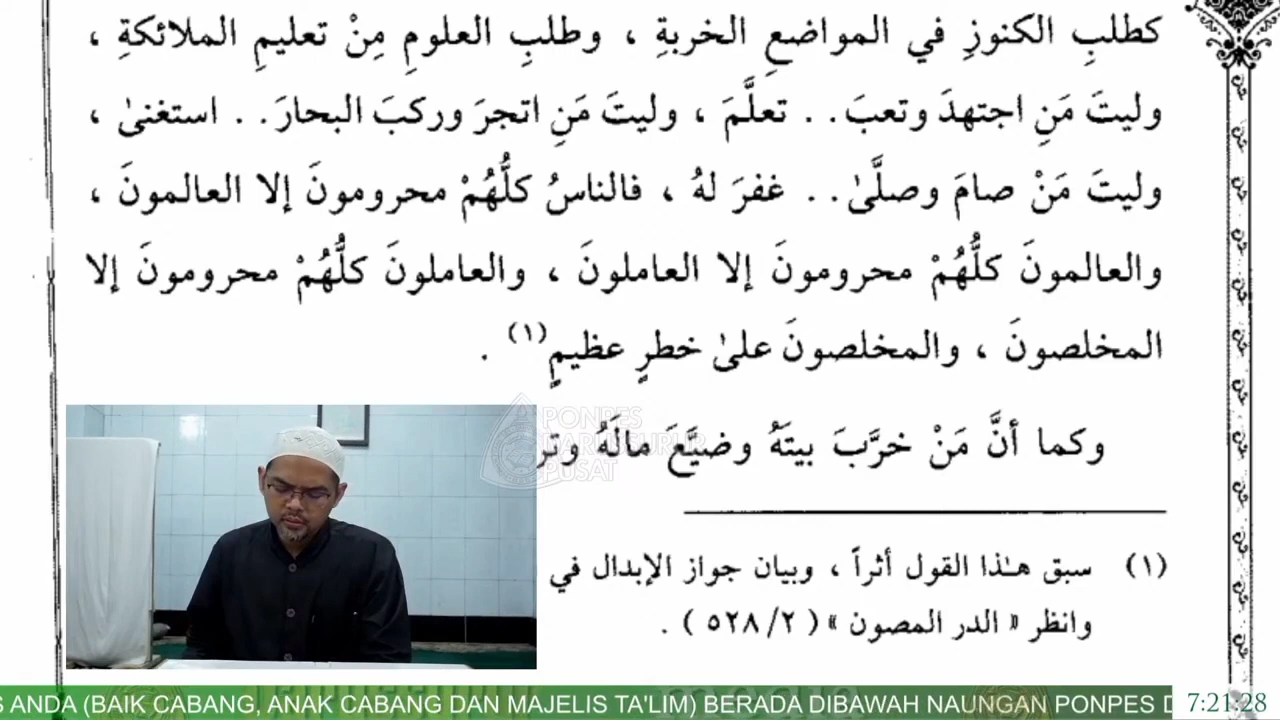 كطلبِ الكنوزِ في المواضعِ الخربةِ ، وطلبِ العلومِ مِنْ تعليمِ الملائكةِ ،
وليتَ مَنِ اجتهدَ وتعبَ . . تعلَّمَ ، وليتَ مَنِ اتجرَ وركبَ البحارَ . . استغنىٰ ،
وليتَ مَنْ صامَ وصلَّىٰ . . غفرَ لهُ ، فالناسُ كلُّهُمْ محرومونَ إلا العالمونَ ،
والعالمونَ كلُّهُمْ محرومونَ إلا العاملونَ ، والعاملونَ كلُّهُمْ محرومونَ إلا
المخلصونَ ، والمخلصونَ علىٰ خطرٍ عظيمٍ(١) .
وكما أنَّ مَنْ خرَّبَ بيتَهُ وضيَّعَ مالَهُ
PONPES
PUSAT
(١) سبق هـٰذا القول أثراً ، وبيان جواز الإبدال في
وانظر « الدر المصون » ( ٥٢٨/٢ ) .
ANDA (BAIK CABANG, ANAK CABANG DAN MAJELIS TA'LIM) BERADA DIBAWAH NAUNGAN PONPES
7:21:28